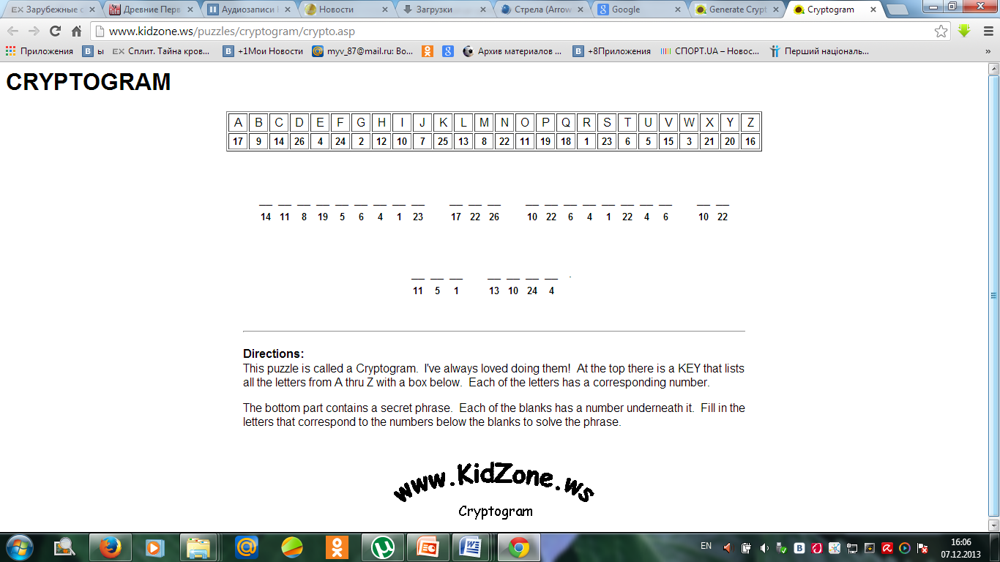 Зарубежные с
Древние Перв
Аудиозаписи
Новости
Загрузки
Стрела (Arrow
Google
Generate Crypt
Cryptogram
www.kidzone.ws/puzzles/cryptogram/crypto.asp
Приложения ы Сплит. Тайна кров... +1Мои Новости myv_87@mail.ru: Во... Архив материалов ... +8Приложения СПОРТ.UA – Новос... Перший національ... »
CRYPTOGRAM
A B C D E F G H I J K L M N O P Q R S T U V W X Y Z
17 9 14 26 4 24 2 12 10 7 25 13 8 22 11 19 18 1 23 6 5 15 3 21 20 16
14 11 8 19 5 6 4 1 23 17 22 26 10 22 6 4 1 22 4 6 10 22
.
11 5 1 13 10 24 4
Directions:
This puzzle is called a Cryptogram. I've always loved doing them! At the top there is a KEY that lists
all the letters from A thru Z with a box below. Each of the letters has a corresponding number.
The bottom part contains a secret phrase. Each of the blanks has a number underneath it. Fill in the
letters that correspond to the numbers below the blanks to solve the phrase.
www.KidZone.ws
Cryptogram
EN
16:06
07.12.2013